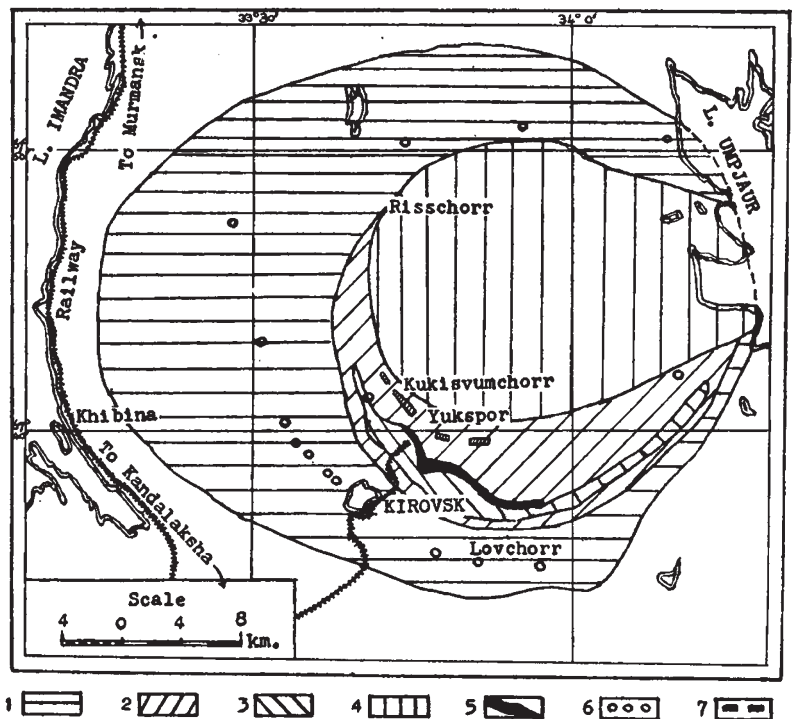 33°30'
34°0'
L. IMANDRA
To Murmansk
L. UMPJAUR
Risschorr
Railway
Kukisvumchorr
Yukspor
Khibina
To Kandalaksha
KIROVSK
Lovchorr
Scale
4 0 4 8
km.
1 2 3 4 5 6 7